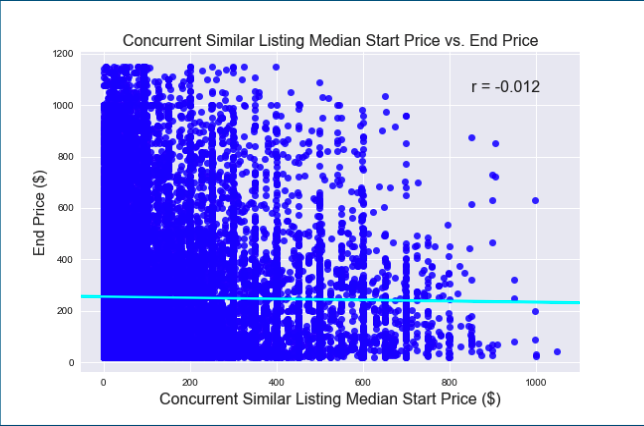 Concurrent Similar Listing Median Start Price vs. End Price
r = -0.012
1200
1000
800
600
400
200
0
End Price ($)
0 200 400 600 800 1000
Concurrent Similar Listing Median Start Price ($)